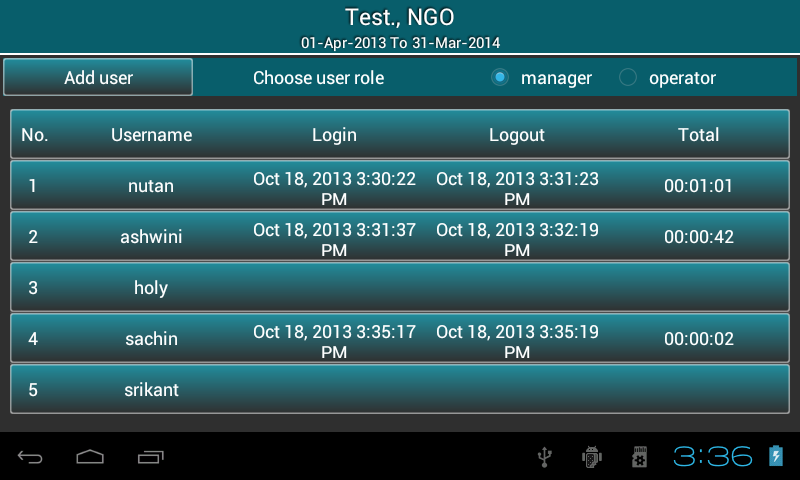 Test., NGO
01-Apr-2013 To 31-Mar-2014
Add user Choose user role manager operator
No. Username Login Logout Total
1 nutan Oct 18, 2013 3:30:22 PM Oct 18, 2013 3:31:23 PM 00:01:01
2 ashwini Oct 18, 2013 3:31:37 PM Oct 18, 2013 3:32:19 PM 00:00:42
3 holy
4 sachin Oct 18, 2013 3:35:17 PM Oct 18, 2013 3:35:19 PM 00:00:02
5 srikant
3:36